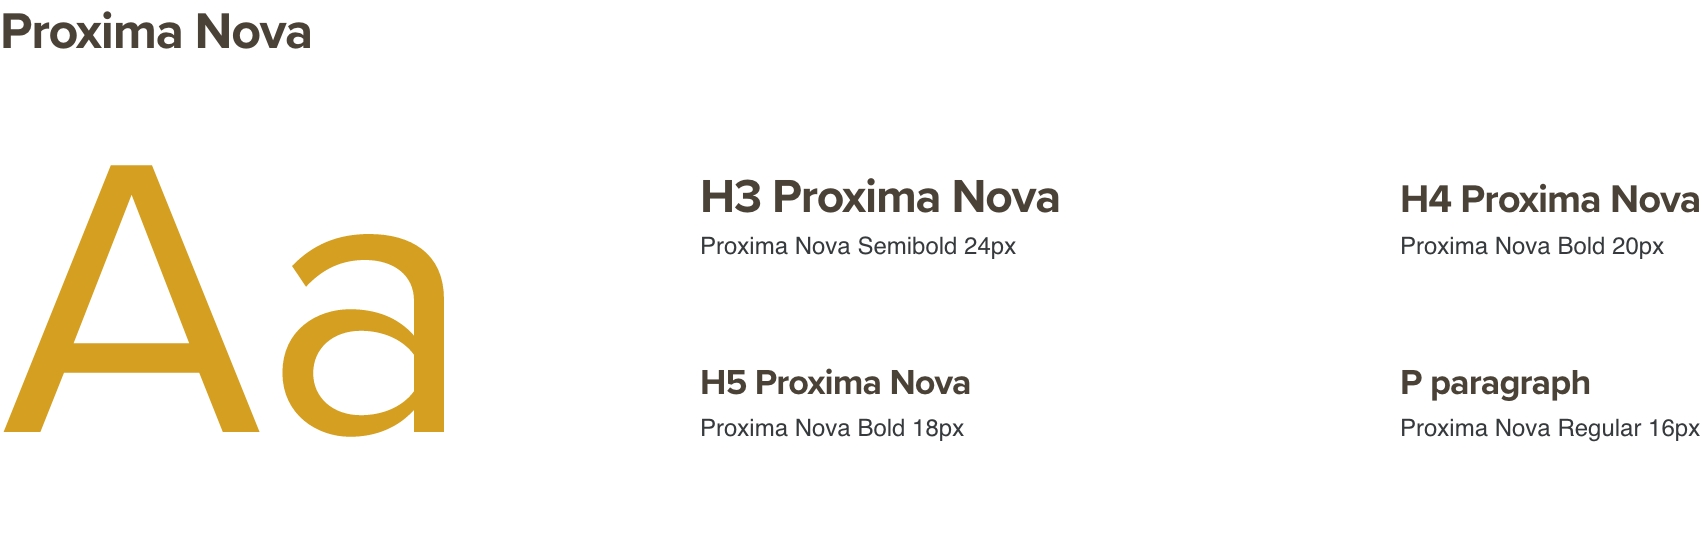 Proxima Nova
Aa
H3 Proxima Nova
Proxima Nova Semibold 24px
H4 Proxima Nova
Proxima Nova Bold 20px
H5 Proxima Nova
Proxima Nova Bold 18px
P paragraph
Proxima Nova Regular 16px